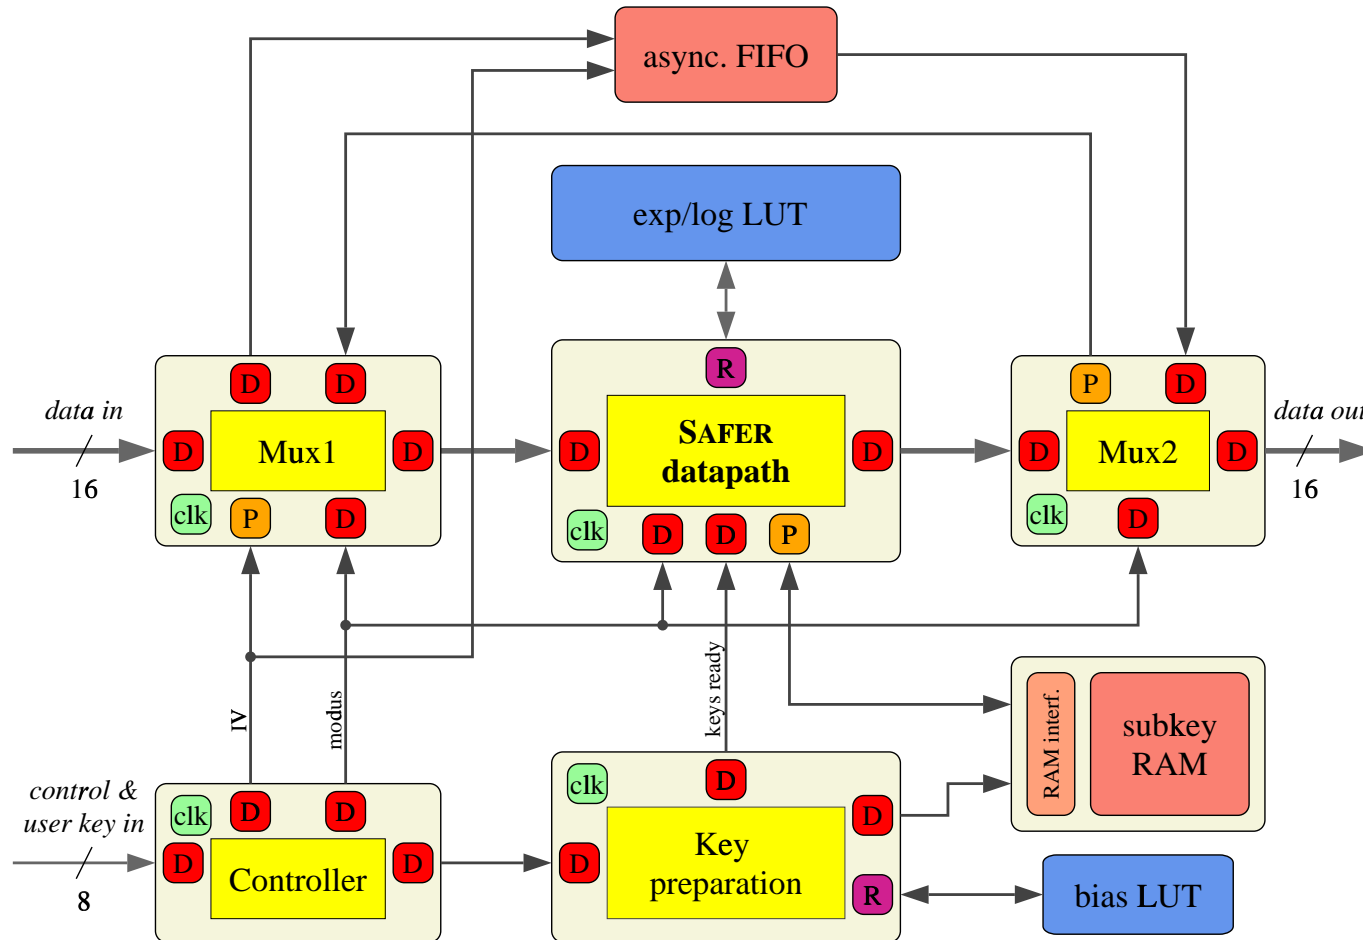 async. FIFO
exp/log LUT
R
D
D
P
D
data in
D
Mux1
D
D
SAFER
datapath
D
D
Mux2
D
data out
16
clk
P
D
clk
D
D
P
clk
D
16
IV
modus
keys ready
RAM interf.
subkey
RAM
control &
user key in
clk
D
D
clk
D
D
D
Controller
D
D
Key
preparation
R
bias LUT
8